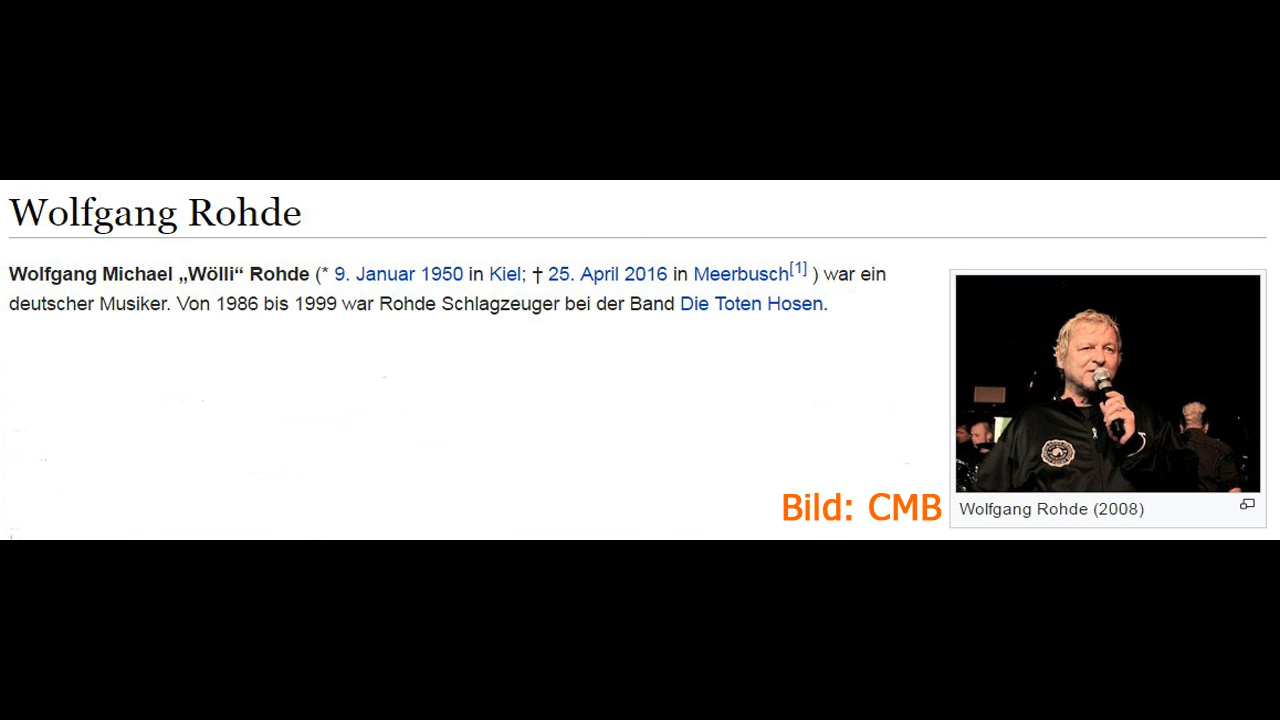 Wolfgang Rohde
Wolfgang Michael „Wölli“ Rohde (* 9. Januar 1950 in Kiel; † 25. April 2016 in Meerbusch[1] ) war ein
deutscher Musiker. Von 1986 bis 1999 war Rohde Schlagzeuger bei der Band Die Toten Hosen.
Bild: CMB
Wolfgang Rohde (2008)